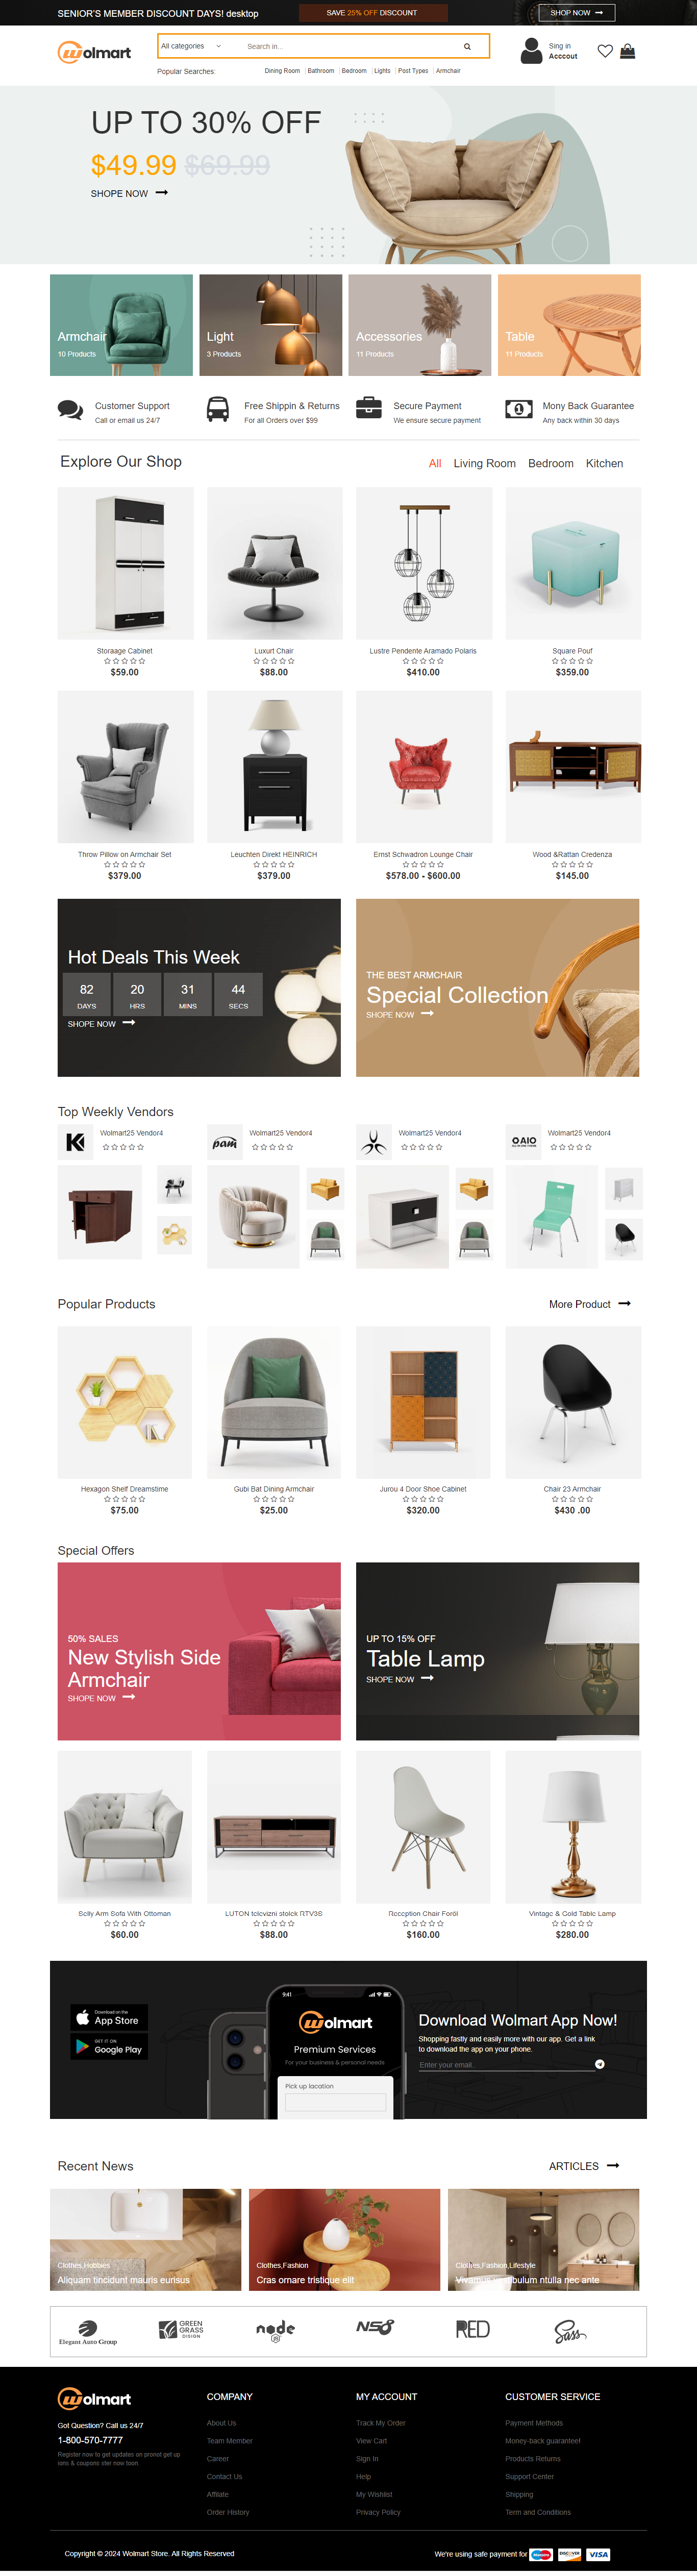 SENIOR'S MEMBER DISCOUNT DAYS! desktop
SAVE 25% OFF DISCOUNT
SHOP NOW
Wolmart
All categories
Search in...
Sing in
Acccout
Popular Searches:
Dining Room
Bathroom
Bedroom
Lights
Post Types
Armchair
UP TO 30% OFF
$49.99 $69.99
SHOPE NOW
Armchair
10 Products
Light
3 Products
Accessories
11 Products
Table
11 Products
Customer Support
Call or email us 24/7
Free Shippin & Returns
For all Orders over $99
Secure Payment
We ensure secure payment
Mony Back Guarantee
Any back within 30 days
Explore Our Shop
All
Living Room
Bedroom
Kitchen
Storaage Cabinet
$59.00
Luxurt Chair
$88.00
Lustre Pendente Aramado Polaris
$410.00
Square Pouf
$359.00
Throw Pillow on Armchair Set
$379.00
Leuchten Direkt HEINRICH
$379.00
Ernst Schwadron Lounge Chair
$578.00 - $600.00
Wood &Rattan Credenza
$145.00
Hot Deals This Week
82 20 31 44
DAYS HRS MINS SECS
SHOPE NOW
THE BEST ARMCHAIR
Special Collection
SHOPE NOW
Top Weekly Vendors
K
Wolmart25 Vendor4
pam
Wolmart25 Vendor4
Wolmart25 Vendor4
AIO
Wolmart25 Vendor4
Popular Products
More Product
Hexagon Shelf Dreamstime
$75.00
Gubi Bat Dining Armchair
$25.00
Jurou 4 Door Shoe Cabinet
$320.00
Chair 23 Armchair
$430 .00
Special Offers
50% SALES
New Stylish Side
Armchair
SHOPE NOW
UP TO 15% OFF
Table Lamp
SHOPE NOW
Selly Arm Sofa With Ottoman
$60.00
LUTON televizni stolek RTV3S
$88.00
Reception Chair Foröl
$160.00
Vintage & Gold Table Lamp
$280.00
Download on the
App Store
GET IT ON
Google Play
9:41
Wolmart
Premium Services
For your business & personal needs
Pick up lacation
Download Wolmart App Now!
Shopping fastly and easily more with our app. Get a link
to download the app on your phone.
Enter your email..
Recent News
ARTICLES
Clothes,Hobbies
Aliquam tincidunt mauris eurisus
Clothes,Fashion
Cras ornare tristique elit
Clothes,Fashion,Lifestyle
Vivamus vestibulum ntulla nec ante
Elegant Auto Group
GREEN
GRASS
DISIGN
node
JS
NS8
RED
Sass
Wolmart
Got Question? Call us 24/7
1-800-570-7777
Register now to get updates on pronot get up
ions & coupons ster now toon.
COMPANY
About Us
Team Member
Career
Contact Us
Affilate
Order History
MY ACCOUNT
Track My Order
View Cart
Sign In
Help
My Wishlist
Privacy Policy
CUSTOMER SERVICE
Payment Methods
Money-back guarantee!
Products Returns
Support Center
Shipping
Term and Conditions
Copyright © 2024 Wolmart Store. All Rights Reserved
We're using safe payment for
DISCOVER
VISA